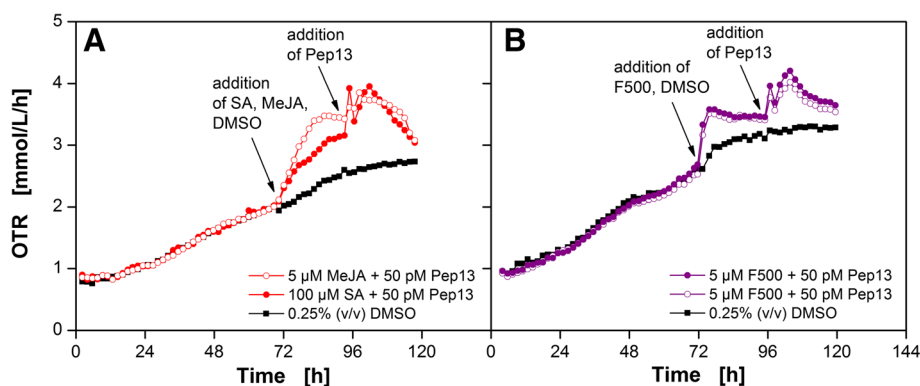 A
B
5
4
3
2
1
0
OTR [mmol/L/h]
addition
of Pep13
addition
of SA, MeJA,
DMSO
5 µM MeJA + 50 pM Pep13
100 µM SA + 50 pM Pep13
0.25% (v/v) DMSO
0 24 48 72 96 120
Time [h]
addition
of Pep13
addition of
F500, DMSO
5 µM F500 + 50 pM Pep13
5 µM F500 + 50 pM Pep13
0.25% (v/v) DMSO
0 24 48 72 96 120 144
Time [h]